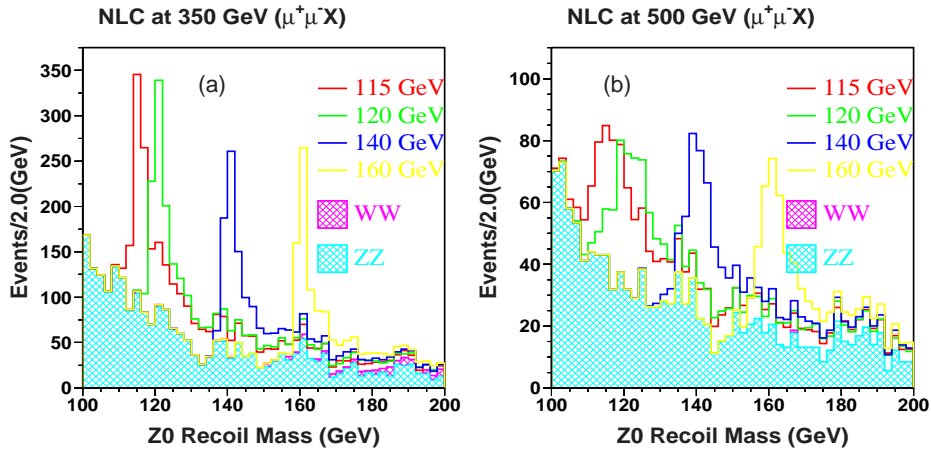 NLC at 350 GeV (μ⁺μ⁻X)
Events/2.0(GeV)
350
300
250
200
150
100
50
0
(a)
115 GeV
120 GeV
140 GeV
160 GeV
WW
ZZ
100 120 140 160 180 200
Z0 Recoil Mass (GeV)
NLC at 500 GeV (μ⁺μ⁻X)
Events/2.0(GeV)
100
80
60
40
20
0
(b)
115 GeV
120 GeV
140 GeV
160 GeV
WW
ZZ
100 120 140 160 180 200
Z0 Recoil Mass (GeV)